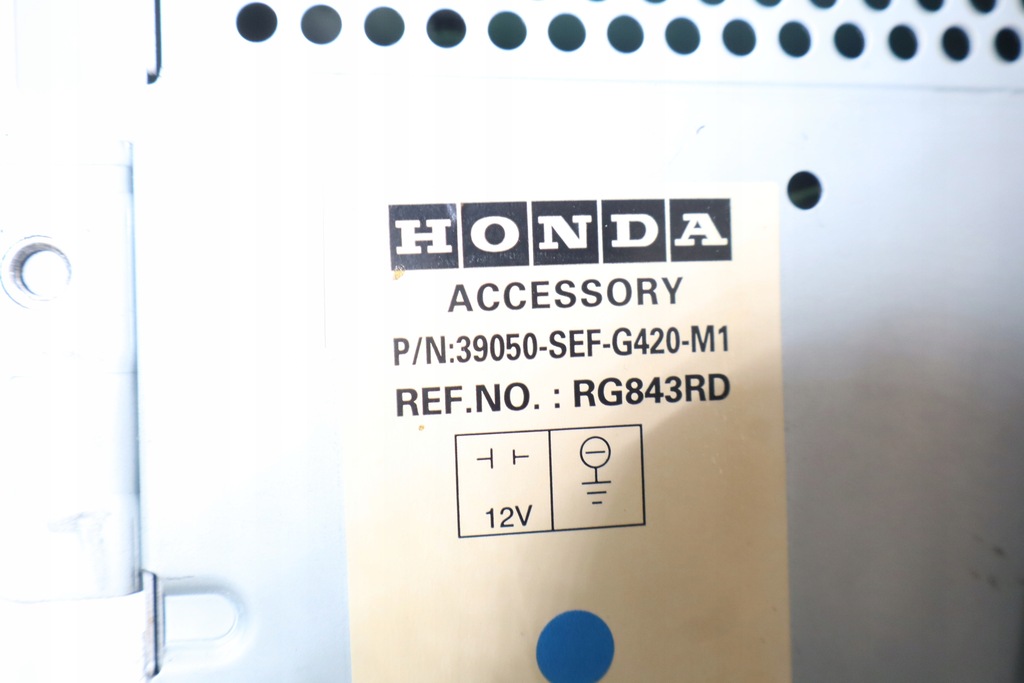 HONDA
ACCESSORY
P/N:39050-SEF-G420-M1
REF.NO. : RG843RD
12V